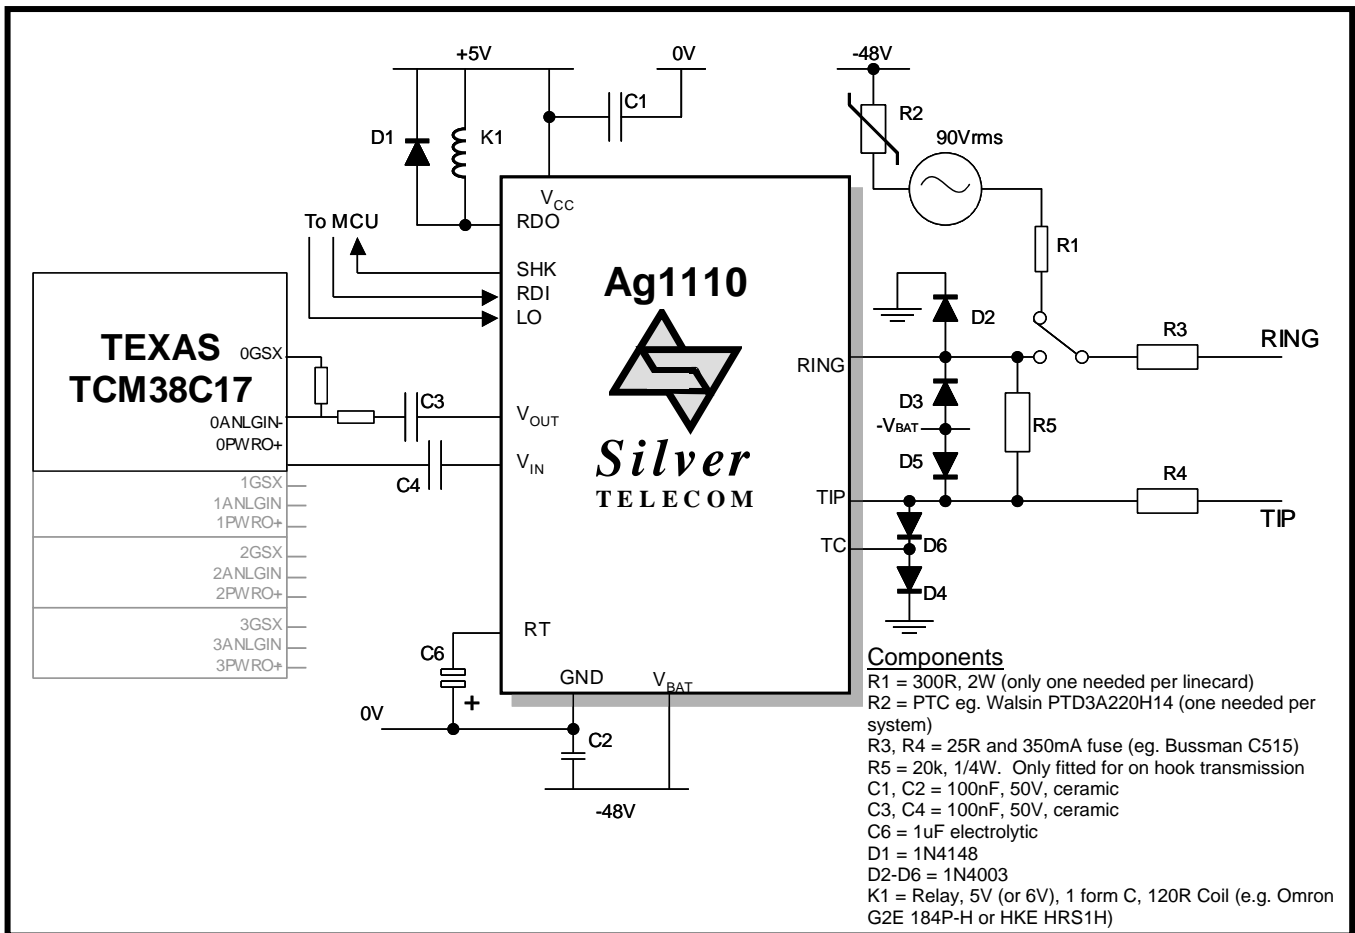 +5V
0V
-48V
C1
R2
D1
K1
90Vrms
VCC
To MCU
RDO
R1
SHK
RDI
LO
Ag1110
D2
R3
RING
TEXAS
TCM38C17
0GSX
RING
0ANLGIN-
0PWRO+
C3
VOUT
D3
-VBAT
R5
C4
VIN
Silver
TELECOM
D5
R4
1GSX
1ANLGIN
1PWRO+
TIP
TIP
TC
D6
2GSX
2ANLGIN
2PWRO+
D4
3GSX
3ANLGIN
3PWRO+
RT
C6
+
GND
VBAT
0V
C2
-48V
Components
R1 = 300R, 2W (only one needed per linecard)
R2 = PTC eg. Walsin PTD3A220H14 (one needed per
system)
R3, R4 = 25R and 350mA fuse (eg. Bussman C515)
R5 = 20k, 1/4W. Only fitted for on hook transmission
C1, C2 = 100nF, 50V, ceramic
C3, C4 = 100nF, 50V, ceramic
C6 = 1uF electrolytic
D1 = 1N4148
D2-D6 = 1N4003
K1 = Relay, 5V (or 6V), 1 form C, 120R Coil (e.g. Omron
G2E 184P-H or HKE HRS1H)